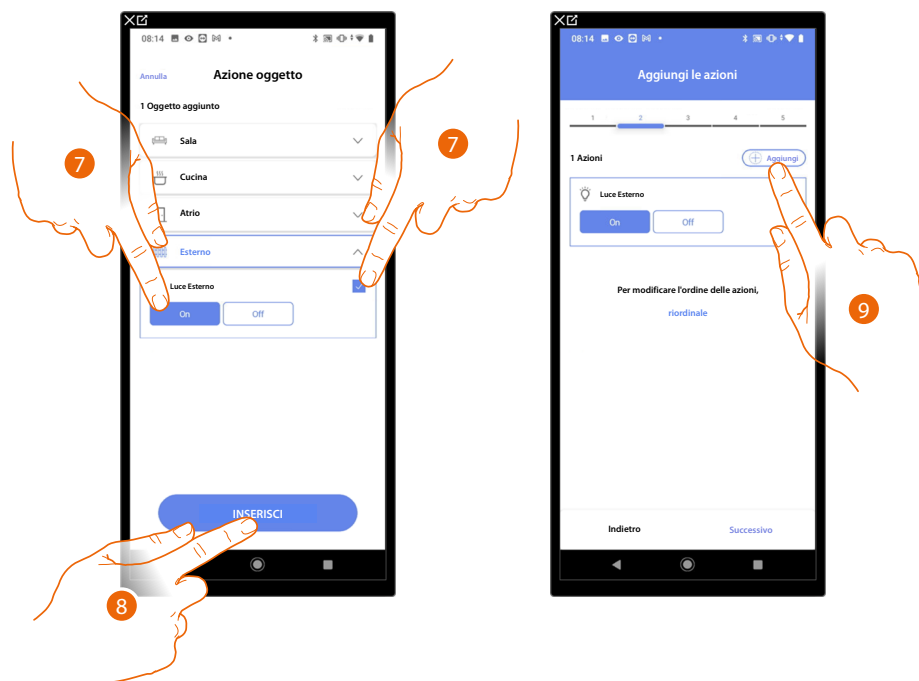 08:14
Annulla
Azione oggetto
1 Oggetto aggiunto
Sala
Cucina
Atrio
Esterno
Luce Esterno
On
Off
INSERISCI
7
7
8
08:14
Aggiungi le azioni
1 2 3 4 5
1 Azioni
Aggiungi
Luce Esterno
On
Off
Per modificare l'ordine delle azioni,
riordinale
Indietro
Successivo
9